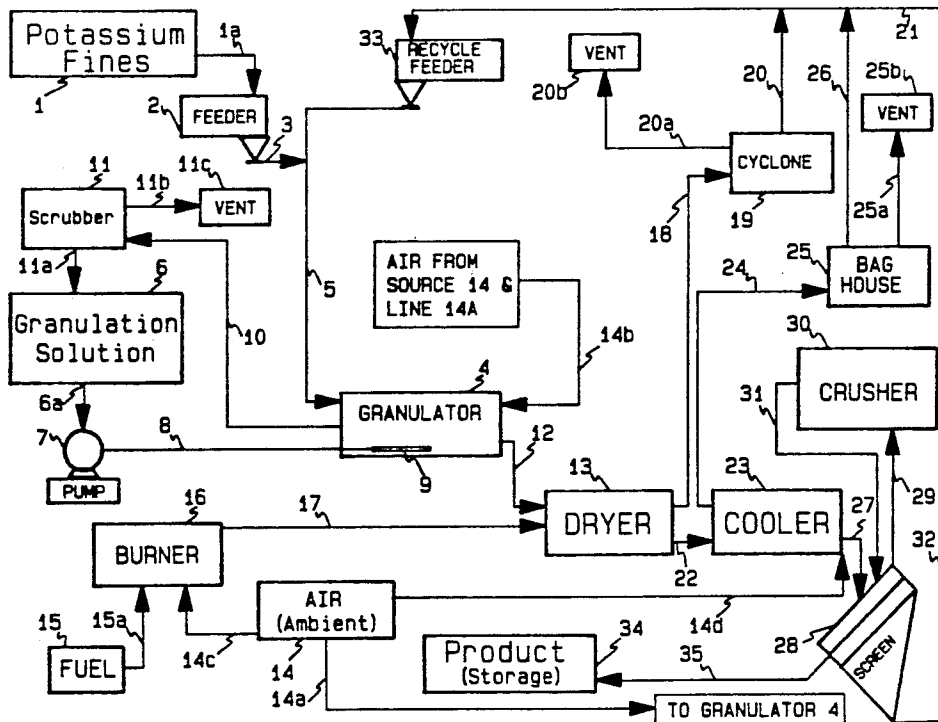 Potassium
Fines
1
1a
2
FEEDER
3
33
RECYCLE
FEEDER
VENT
20b
20a
20
26
21
25b
VENT
CYCLONE
19
18
25a
11
Scrubber
11b
11c
VENT
11a
10
5
AIR FROM
SOURCE 14 &
LINE 14A
14b
24
25
BAG
HOUSE
6
Granulation
Solution
6a
7
PUMP
8
4
GRANULATOR
9
12
30
CRUSHER
31
29
32
16
BURNER
17
13
DRYER
22
23
COOLER
27
15
FUEL
15a
14c
AIR
(Ambient)
14
14a
14d
28
SCREEN
Product
(Storage)
34
35
TO GRANULATOR 4